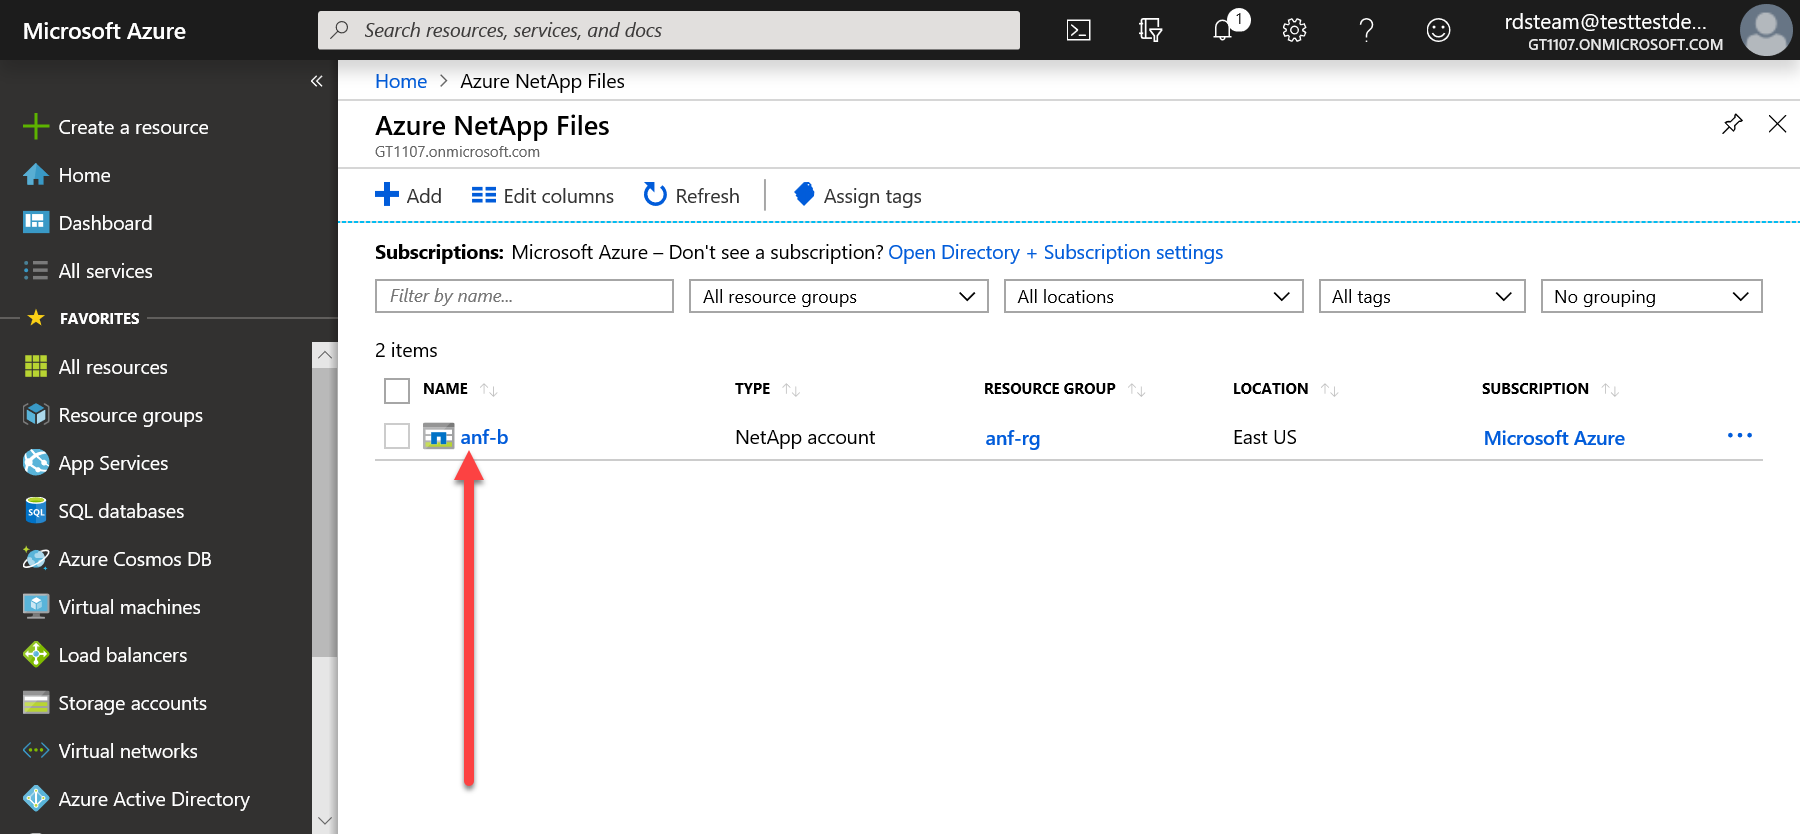 Microsoft Azure
Search resources, services, and docs
1
rdsteam@testtestde...
GT1107.ONMICROSOFT.COM
«
Create a resource
Home
Dashboard
All services
FAVORITES
All resources
Resource groups
App Services
SQL
SQL databases
Azure Cosmos DB
Virtual machines
Load balancers
Storage accounts
Virtual networks
Azure Active Directory
Home > Azure NetApp Files
Azure NetApp Files
GT1107.onmicrosoft.com
Add Edit columns Refresh Assign tags
Subscriptions: Microsoft Azure – Don't see a subscription? Open Directory + Subscription settings
Filter by name... All resource groups All locations All tags No grouping
2 items
NAME TYPE RESOURCE GROUP LOCATION SUBSCRIPTION
anf-b NetApp account anf-rg East US Microsoft Azure ...